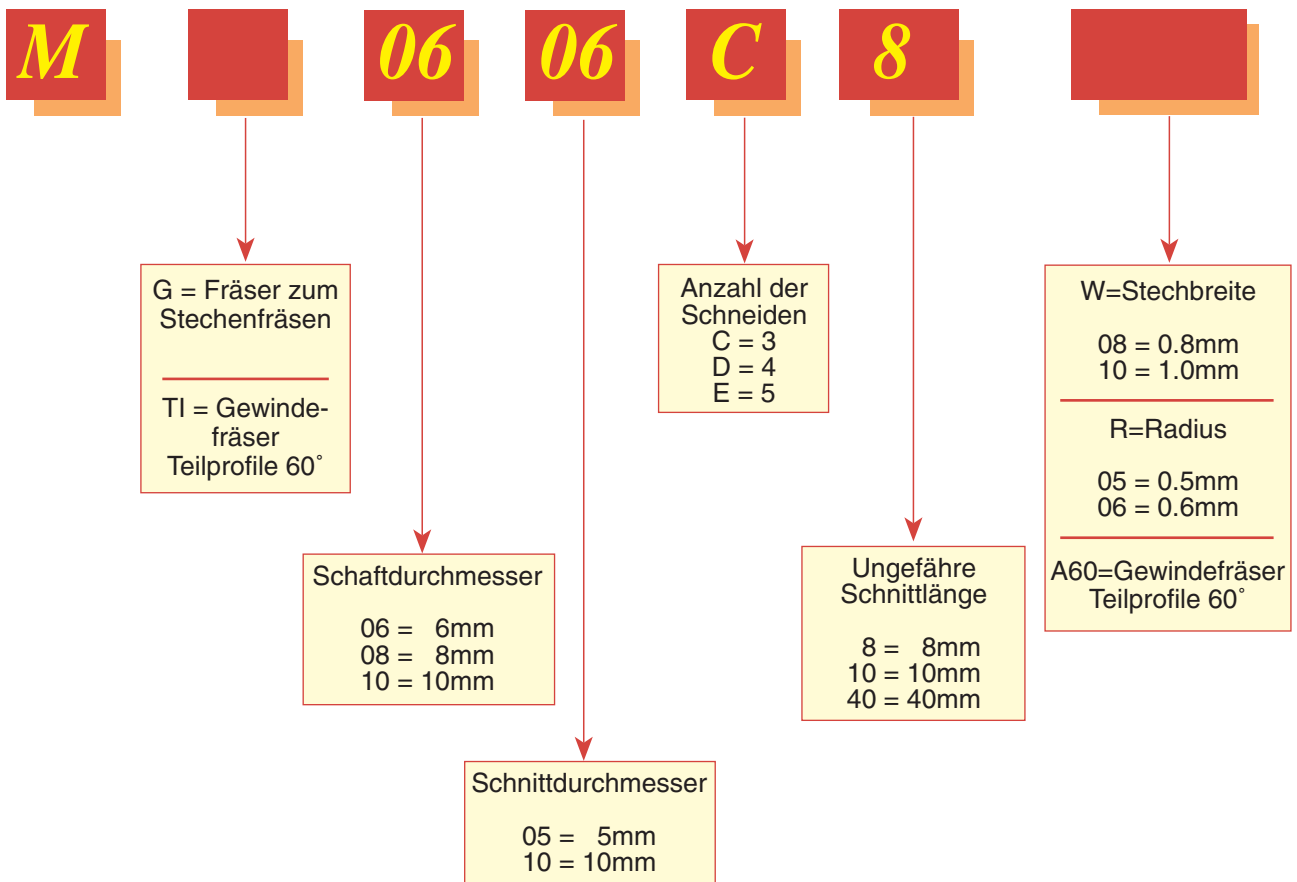 M 06 06 C 8
G = Fräser zum
Stechenfräsen
TI = Gewinde-
fräser
Teilprofile 60°
Schaftdurchmesser
06 = 6mm
08 = 8mm
10 = 10mm
Schnittdurchmesser
05 = 5mm
10 = 10mm
Anzahl der
Schneiden
C = 3
D = 4
E = 5
Ungefähre
Schnittlänge
8 = 8mm
10 = 10mm
40 = 40mm
W=Stechbreite
08 = 0.8mm
10 = 1.0mm
R=Radius
05 = 0.5mm
06 = 0.6mm
A60=Gewindefräser
Teilprofile 60°